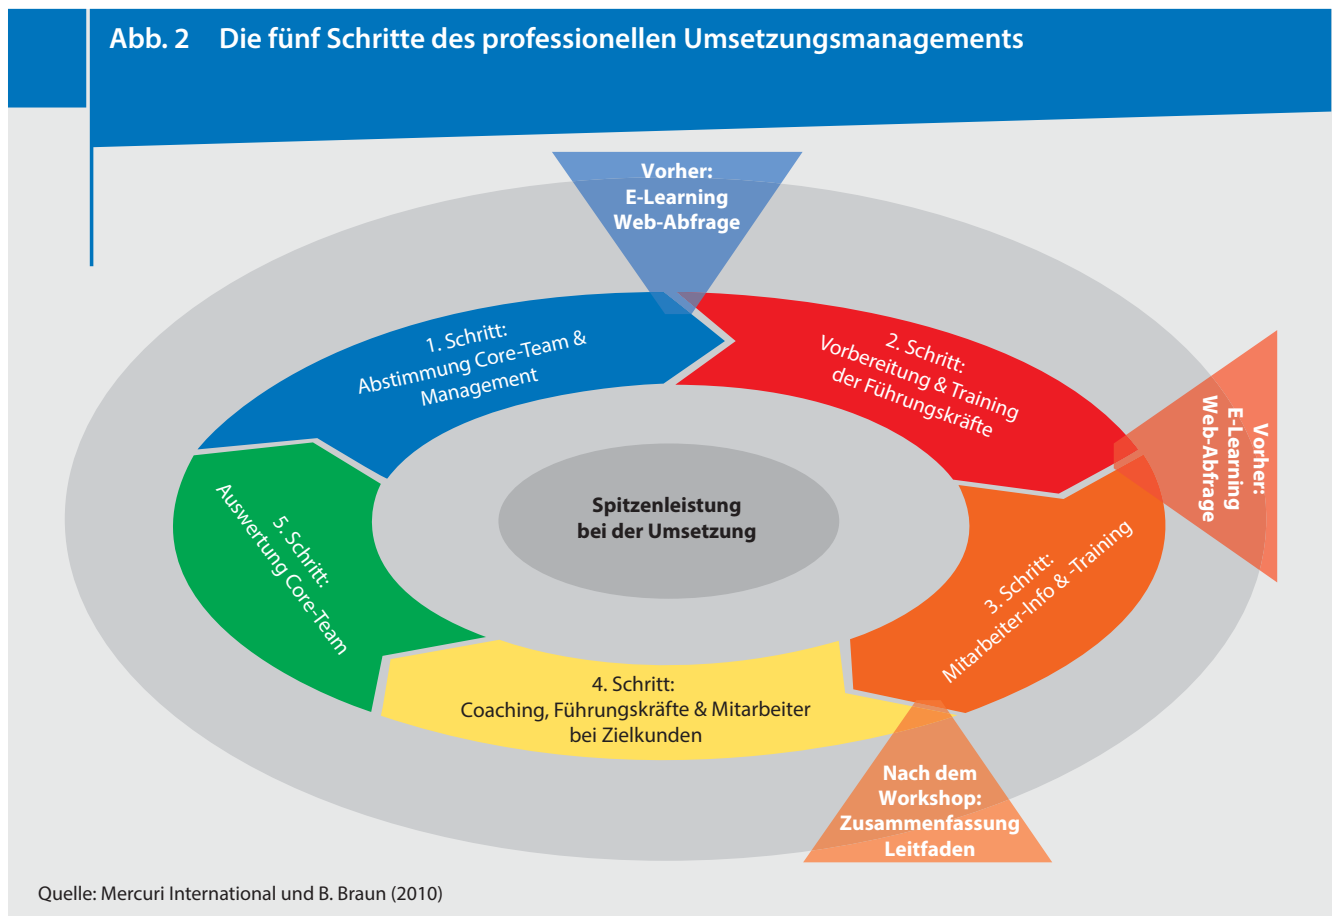 Abb. 2 Die fünf Schritte des professionellen Umsetzungsmanagements
Vorher:
E-Learning
Web-Abfrage
1. Schritt:
Abstimmung Core-Team &
Management
2. Schritt:
Vorbereitung & Training
der Führungskräfte
Vorher:
E-Learning
Web-Abfrage
3. Schritt:
Mitarbeiter-Info & -Training
Nach dem
Workshop:
Zusammenfassung
Leitfaden
4. Schritt:
Coaching, Führungskräfte & Mitarbeiter
bei Zielkunden
5. Schritt:
Auswertung Core-Team
Spitzenleistung
bei der Umsetzung
Quelle: Mercuri International und B. Braun (2010)